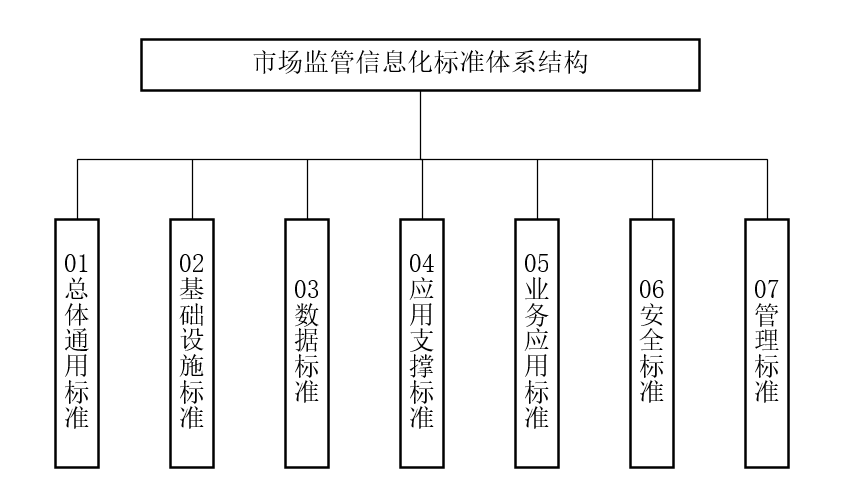 市场监管信息化标准体系结构
01总体通用标准
02基础设施标准
03数据标准
04应用支撑标准
05业务应用标准
06安全标准
07管理标准